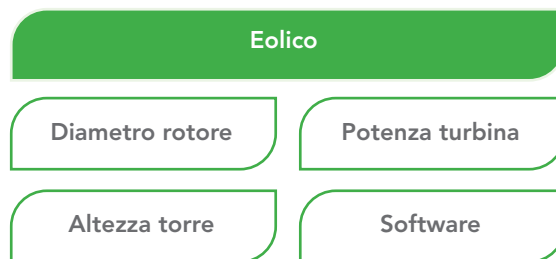 Eolico
Diametro rotore
Potenza turbina
Altezza torre
Software